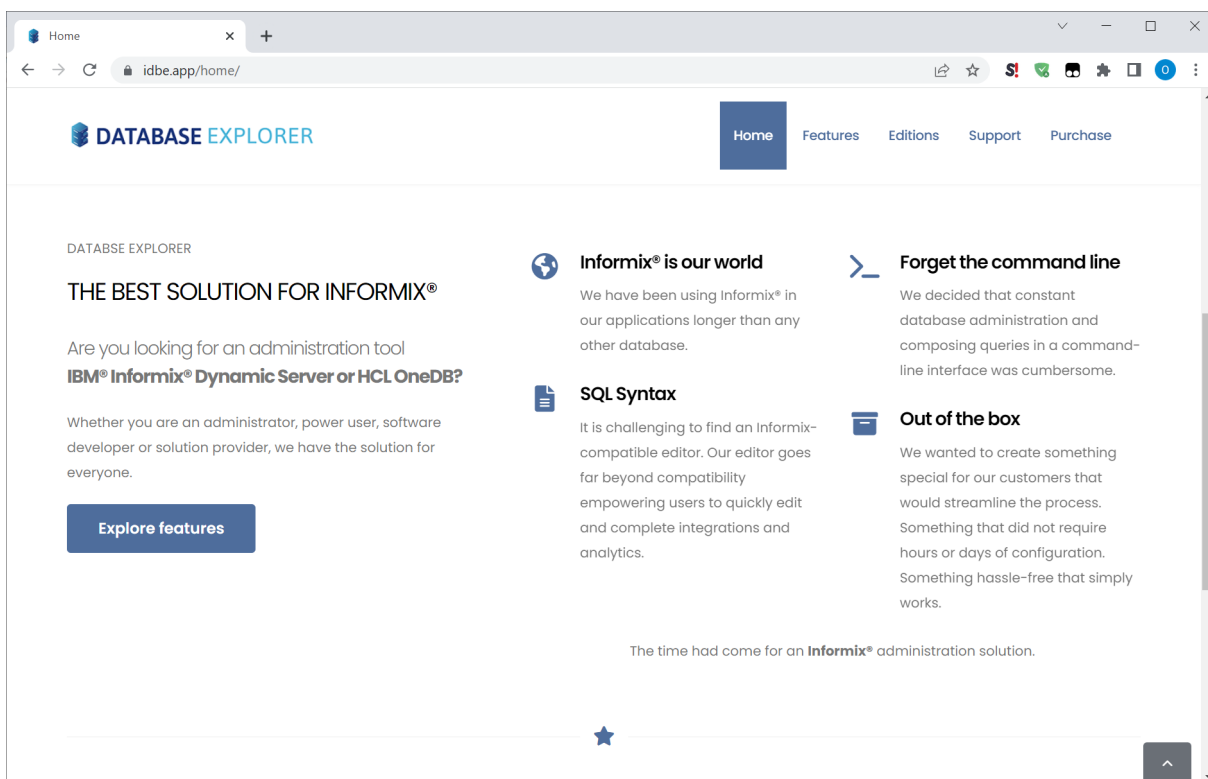 Home
idbe.app/home/
S!
O
DATABASE EXPLORER
Home Features Editions Support Purchase
DATABSE EXPLORER
THE BEST SOLUTION FOR INFORMIX®
Are you looking for an administration tool
IBM® Informix® Dynamic Server or HCL OneDB?
Whether you are an administrator, power user, software
developer or solution provider, we have the solution for
everyone.
Explore features
Informix® is our world
We have been using Informix® in
our applications longer than any
other database.
SQL Syntax
It is challenging to find an Informix-
compatible editor. Our editor goes
far beyond compatibility
empowering users to quickly edit
and complete integrations and
analytics.
Forget the command line
We decided that constant
database administration and
composing queries in a command-
line interface was cumbersome.
Out of the box
We wanted to create something
special for our customers that
would streamline the process.
Something that did not require
hours or days of configuration.
Something hassle-free that simply
works.
The time had come for an Informix® administration solution.